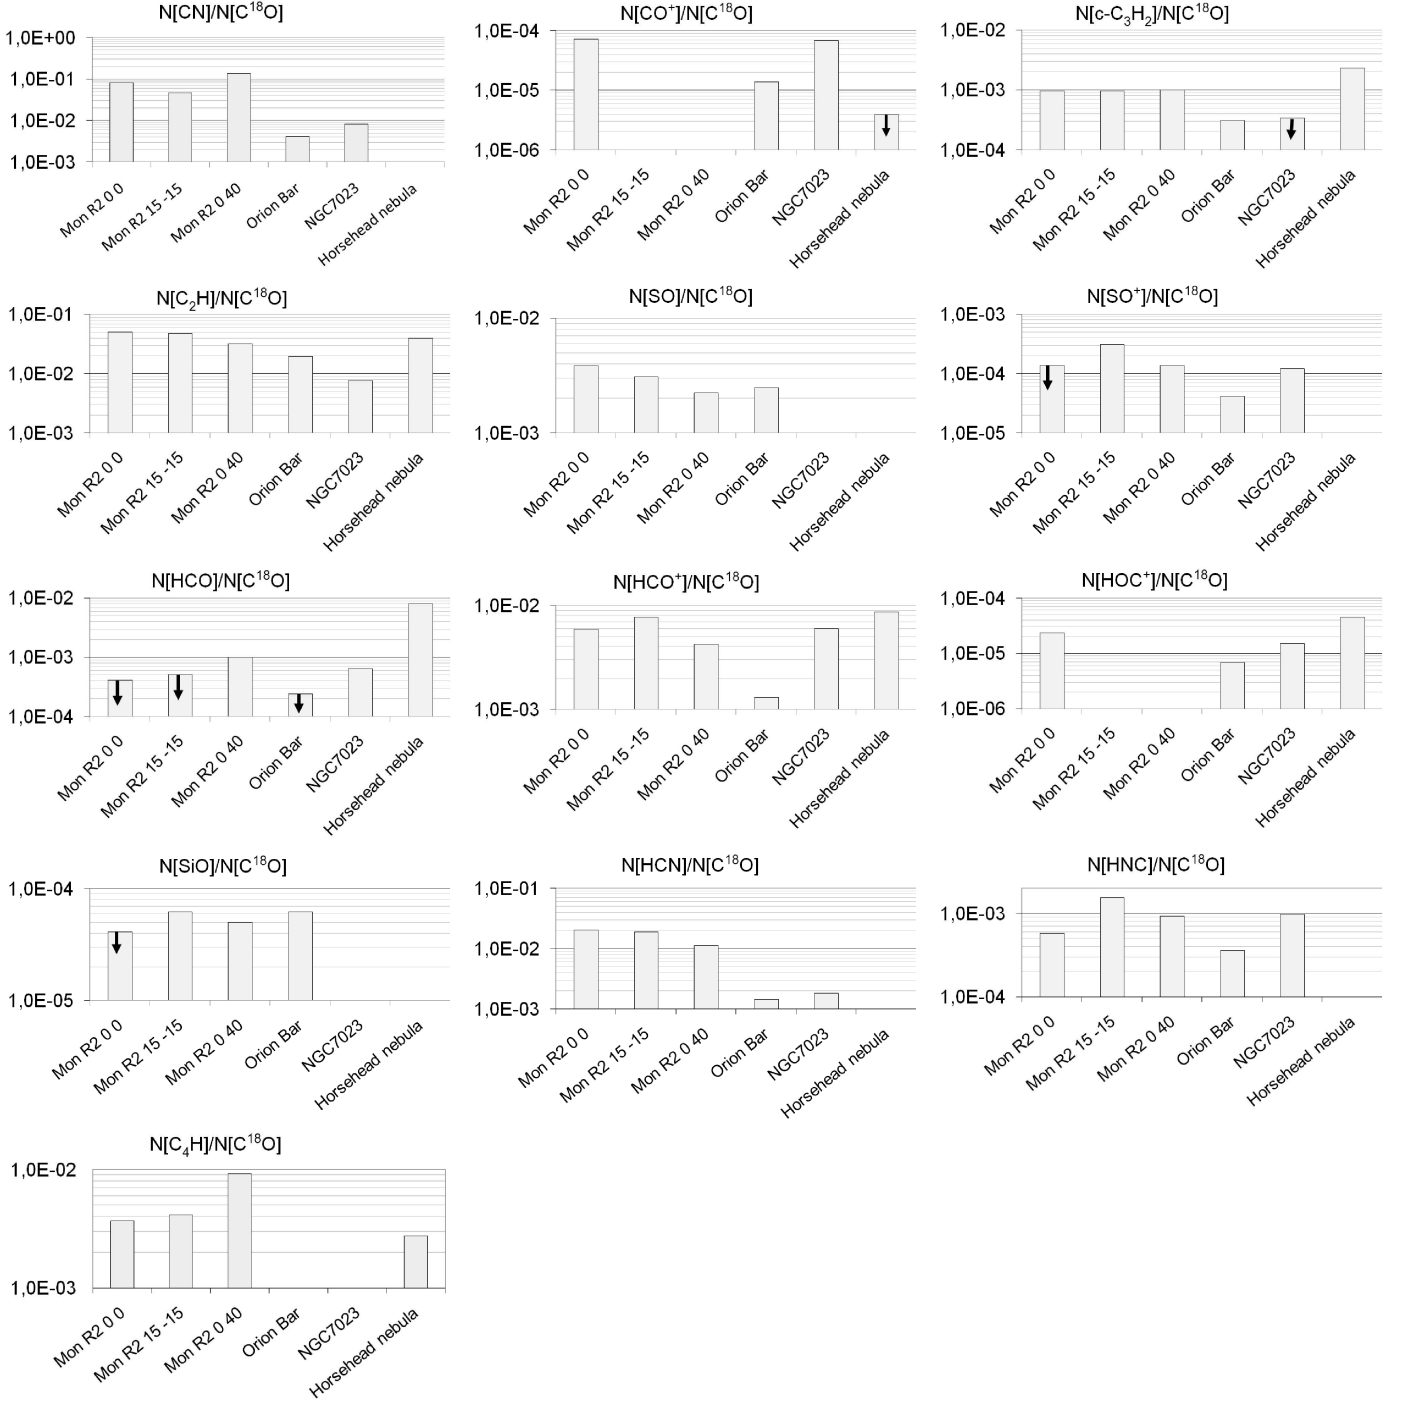 N[CN]/N[C¹⁸O]
1,0E+00
1,0E-01
1,0E-02
1,0E-03
Mon R2 0 0
Mon R2 15 -15
Mon R2 0 40
Orion Bar
NGC7023
Horsehead nebula
N[CO⁺]/N[C¹⁸O]
1,0E-04
1,0E-05
1,0E-06
Mon R2 0 0
Mon R2 15 -15
Mon R2 0 40
Orion Bar
NGC7023
Horsehead nebula
N[c-C₃H₂]/N[C¹⁸O]
1,0E-02
1,0E-03
1,0E-04
Mon R2 0 0
Mon R2 15 -15
Mon R2 0 40
Orion Bar
NGC7023
Horsehead nebula
N[C₂H]/N[C¹⁸O]
1,0E-01
1,0E-02
1,0E-03
Mon R2 0 0
Mon R2 15 -15
Mon R2 0 40
Orion Bar
NGC7023
Horsehead nebula
N[SO]/N[C¹⁸O]
1,0E-02
1,0E-03
Mon R2 0 0
Mon R2 15 -15
Mon R2 0 40
Orion Bar
NGC7023
Horsehead nebula
N[SO⁺]/N[C¹⁸O]
1,0E-03
1,0E-04
1,0E-05
Mon R2 0 0
Mon R2 15 -15
Mon R2 0 40
Orion Bar
NGC7023
Horsehead nebula
N[HCO]/N[C¹⁸O]
1,0E-02
1,0E-03
1,0E-04
Mon R2 0 0
Mon R2 15 -15
Mon R2 0 40
Orion Bar
NGC7023
Horsehead nebula
N[HCO⁺]/N[C¹⁸O]
1,0E-02
1,0E-03
Mon R2 0 0
Mon R2 15 -15
Mon R2 0 40
Orion Bar
NGC7023
Horsehead nebula
N[HOC⁺]/N[C¹⁸O]
1,0E-04
1,0E-05
1,0E-06
Mon R2 0 0
Mon R2 15 -15
Mon R2 0 40
Orion Bar
NGC7023
Horsehead nebula
N[SiO]/N[C¹⁸O]
1,0E-04
1,0E-05
Mon R2 0 0
Mon R2 15 -15
Mon R2 0 40
Orion Bar
NGC7023
Horsehead nebula
N[HCN]/N[C¹⁸O]
1,0E-01
1,0E-02
1,0E-03
Mon R2 0 0
Mon R2 15 -15
Mon R2 0 40
Orion Bar
NGC7023
Horsehead nebula
N[HNC]/N[C¹⁸O]
1,0E-03
1,0E-04
Mon R2 0 0
Mon R2 15 -15
Mon R2 0 40
Orion Bar
NGC7023
Horsehead nebula
N[C₄H]/N[C¹⁸O]
1,0E-02
1,0E-03
Mon R2 0 0
Mon R2 15 -15
Mon R2 0 40
Orion Bar
NGC7023
Horsehead nebula